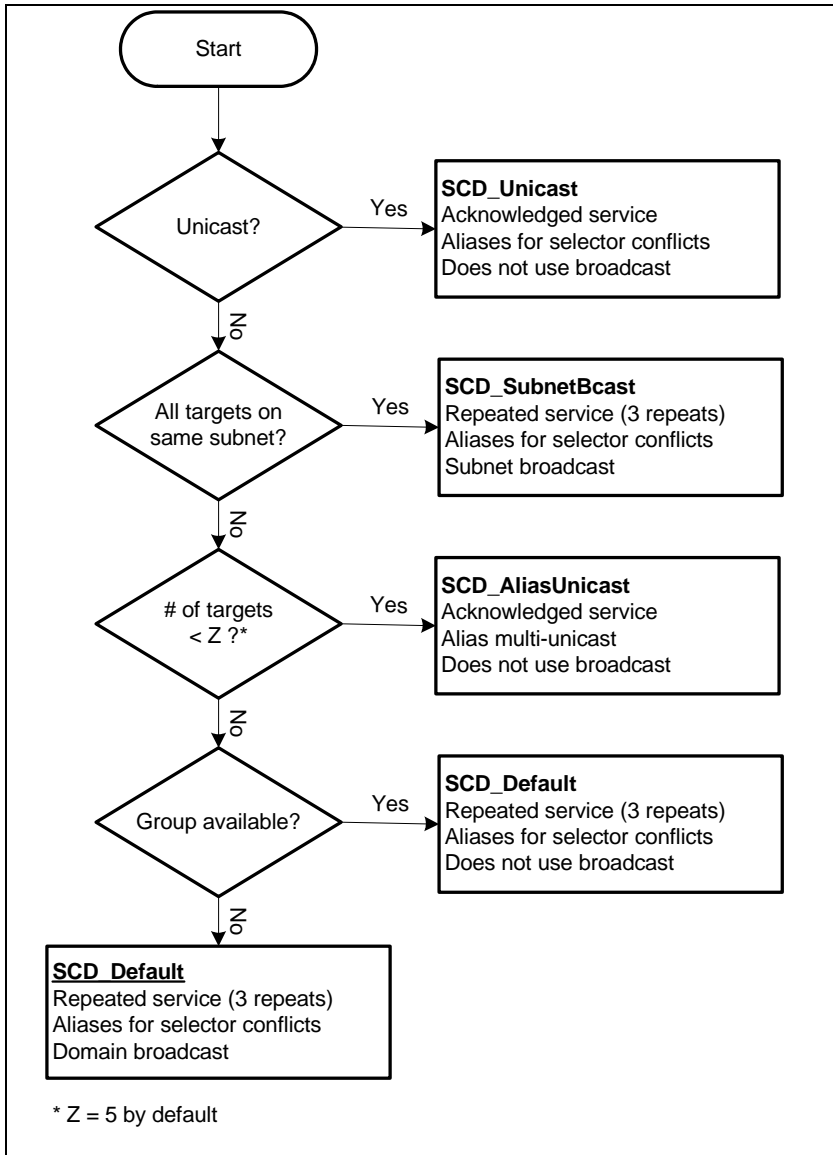 Start
Unicast?
Yes
SCD_Unicast
Acknowledged service
Aliases for selector conflicts
Does not use broadcast
No
All targets on
same subnet?
Yes
SCD_SubnetBcast
Repeated service (3 repeats)
Aliases for selector conflicts
Subnet broadcast
No
# of targets
< Z ?*
Yes
SCD_AliasUnicast
Acknowledged service
Alias multi-unicast
Does not use broadcast
No
Group available?
Yes
SCD_Default
Repeated service (3 repeats)
Aliases for selector conflicts
Does not use broadcast
No
SCD_Default
Repeated service (3 repeats)
Aliases for selector conflicts
Domain broadcast
* Z = 5 by default